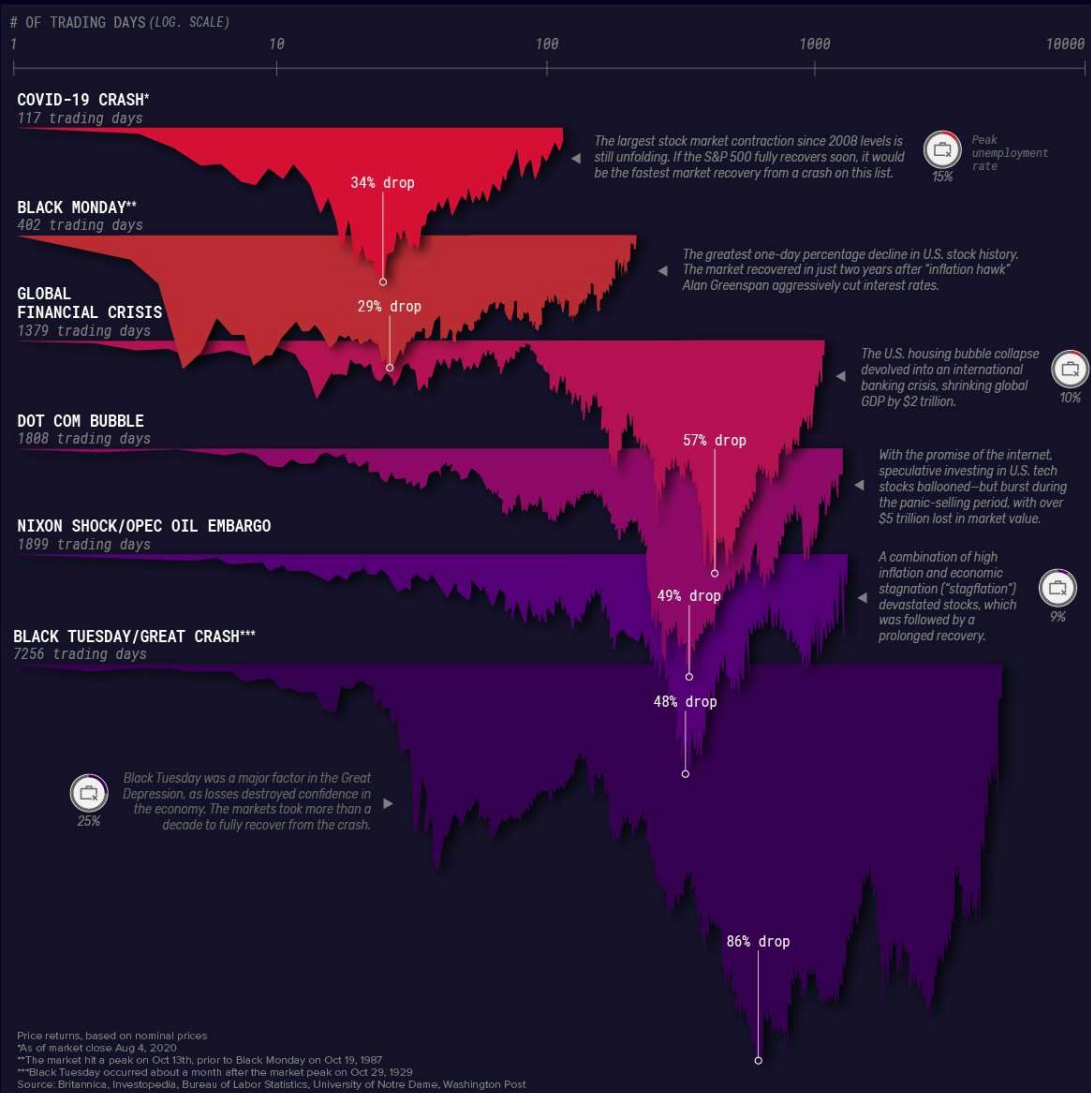 # OF TRADING DAYS (LOG. SCALE)
1 10 100 1000 10000
COVID-19 CRASH*
117 trading days
The largest stock market contraction since 2008 levels is
still unfolding. If the S&P 500 fully recovers soon, it would
be the fastest market recovery from a crash on this list.
Peak
unemployment
rate
15%
34% drop
BLACK MONDAY**
402 trading days
The greatest one-day percentage decline in U.S. stock history.
The market recovered in just two years after "inflation hawk"
Alan Greenspan aggressively cut interest rates.
29% drop
GLOBAL
FINANCIAL CRISIS
1379 trading days
The U.S. housing bubble collapse
devolved into an international
banking crisis, shrinking global
GDP by $2 trillion.
10%
57% drop
DOT COM BUBBLE
1808 trading days
With the promise of the internet,
speculative investing in U.S. tech
stocks ballooned—but burst during
the panic-selling period, with over
$5 trillion lost in market value.
49% drop
NIXON SHOCK/OPEC OIL EMBARGO
1899 trading days
A combination of high
inflation and economic
stagnation ("stagflation")
devastated stocks, which
was followed by a
prolonged recovery.
9%
48% drop
BLACK TUESDAY/GREAT CRASH***
7256 trading days
Black Tuesday was a major factor in the Great
Depression, as losses destroyed confidence in
the economy. The markets took more than a
decade to fully recover from the crash.
25%
86% drop
Price returns, based on nominal prices
*As of market close Aug 4, 2020
**The market hit a peak on Oct 13th, prior to Black Monday on Oct 19, 1987
***Black Tuesday occurred about a month after the market peak on Oct 29, 1929
Source: Britannica, Investopedia, Bureau of Labor Statistics, University of Notre Dame, Washington Post